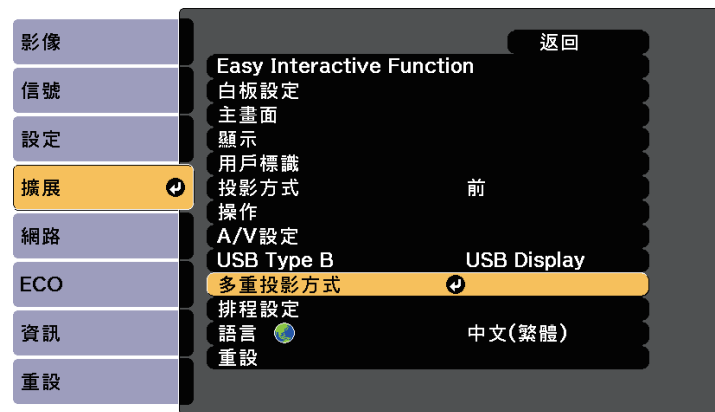 影像
信號
設定
擴展
網路
ECO
資訊
重設
返回
Easy Interactive Function
白板設定
主畫面
顯示
用戶標識
投影方式 前
操作
A/V設定
USB Type B USB Display
多重投影方式
排程設定
語言 中文(繁體)
重設